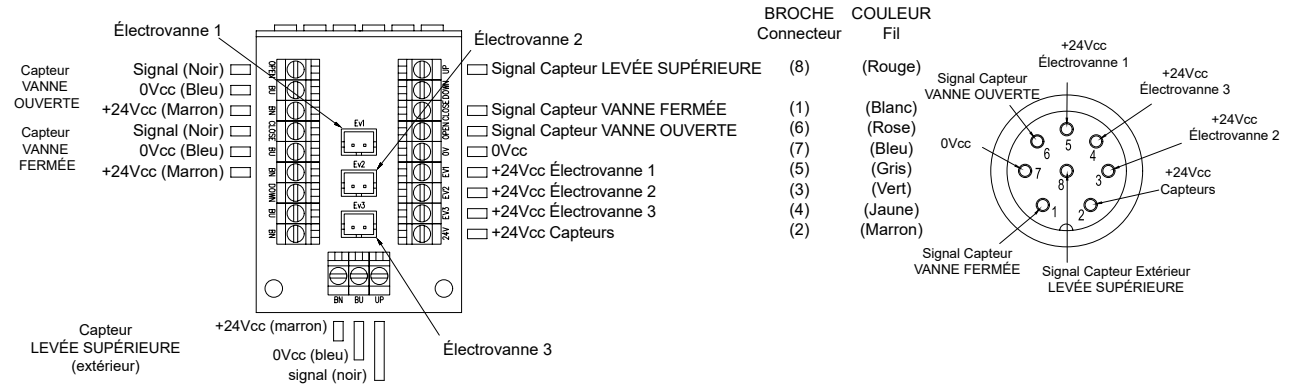 Électrovanne 1
Électrovanne 2
Capteur
VANNE
OUVERTE
Signal (Noir)
0Vcc (Bleu)
+24Vcc (Marron)
Capteur
VANNE
FERMÉE
Signal (Noir)
0Vcc (Bleu)
+24Vcc (Marron)
OPEN
BU
BN
CLOSE
BU
BN
DOWN
BU
BN
Ev1
Ev2
Ev3
UP
DOWN
CLOSE
OPEN
0V
EV1
EV2
EV3
24V
BN BU UP
BROCHE COULEUR
Connecteur Fil
Signal Capteur LEVÉE SUPÉRIEURE (8) (Rouge)
Signal Capteur VANNE FERMÉE (1) (Blanc)
Signal Capteur VANNE OUVERTE (6) (Rose)
0Vcc (7) (Bleu)
+24Vcc Électrovanne 1 (5) (Gris)
+24Vcc Électrovanne 2 (3) (Vert)
+24Vcc Électrovanne 3 (4) (Jaune)
+24Vcc Capteurs (2) (Marron)
Capteur
LEVÉE SUPÉRIEURE
(extérieur)
+24Vcc (marron)
0Vcc (bleu)
signal (noir)
Électrovanne 3
+24Vcc
Électrovanne 1
Signal Capteur
VANNE OUVERTE
+24Vcc
Électrovanne 3
+24Vcc
Électrovanne 2
0Vcc
+24Vcc
Capteurs
6 5 4
7 8 3
1 2
Signal Capteur
VANNE FERMÉE
Signal Capteur Extérieur
LEVÉE SUPÉRIEURE